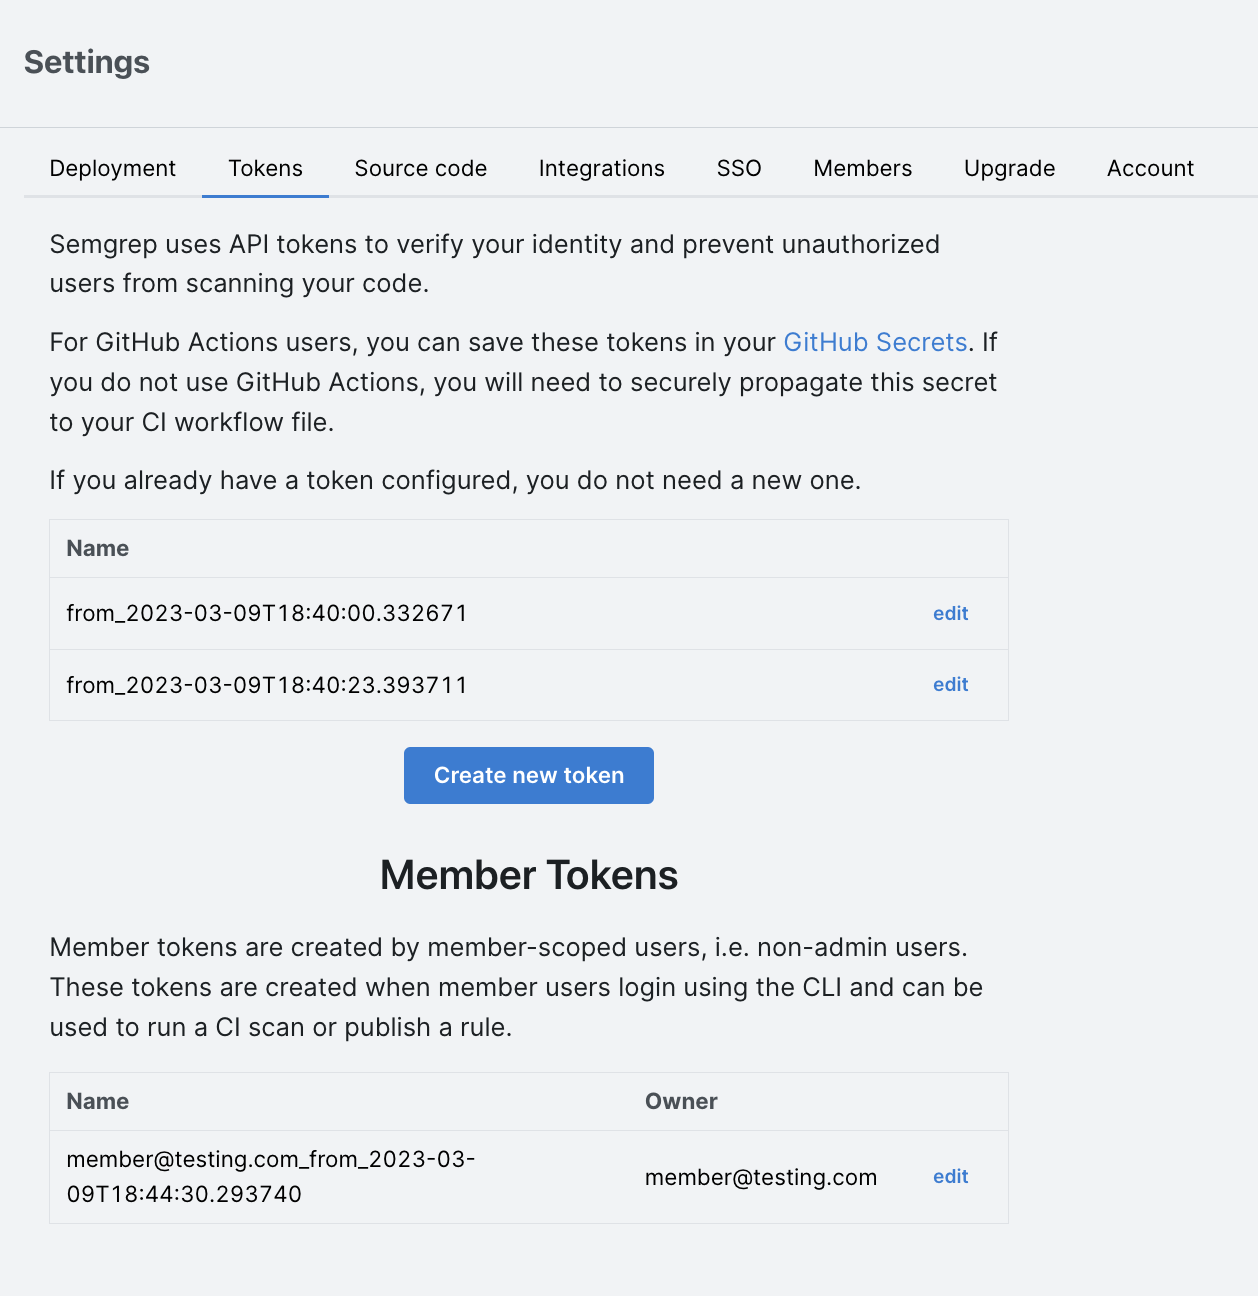 Settings
Deployment Tokens Source code Integrations SSO Members Upgrade Account
Semgrep uses API tokens to verify your identity and prevent unauthorized
users from scanning your code.
For GitHub Actions users, you can save these tokens in your GitHub Secrets. If
you do not use GitHub Actions, you will need to securely propagate this secret
to your CI workflow file.
If you already have a token configured, you do not need a new one.
Name
from_2023-03-09T18:40:00.332671 edit
from_2023-03-09T18:40:23.393711 edit
Create new token
Member Tokens
Member tokens are created by member-scoped users, i.e. non-admin users.
These tokens are created when member users login using the CLI and can be
used to run a CI scan or publish a rule.
Name Owner
member@testing.com_from_2023-03-
09T18:44:30.293740
member@testing.com edit